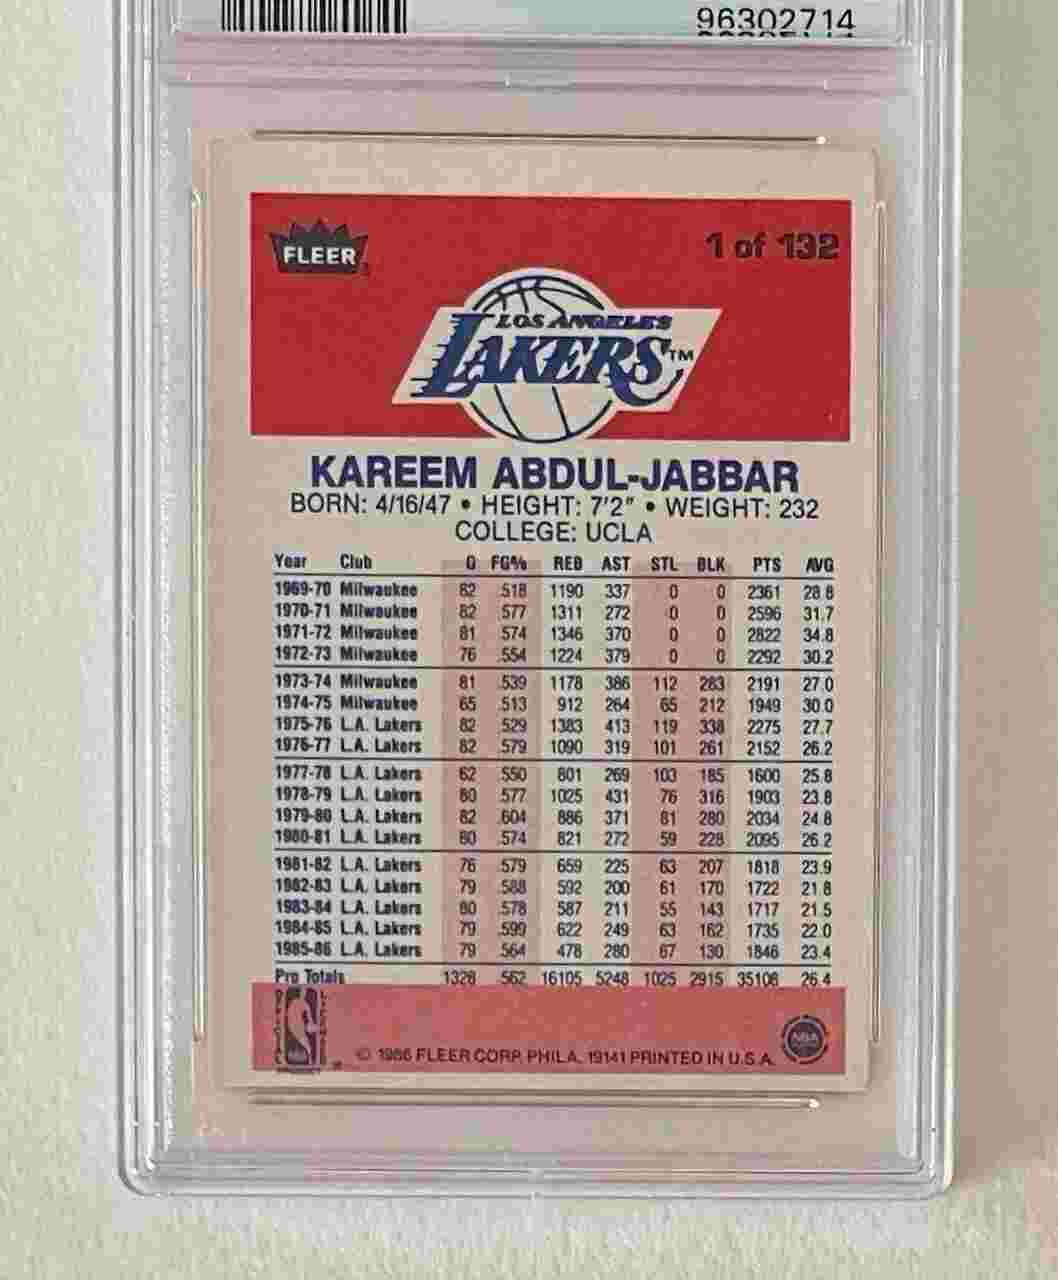 96302714
FLEER
1 of 132
LOS ANGELES
LAKERS™
KAREEM ABDUL-JABBAR
BORN: 4/16/47 • HEIGHT: 7'2" • WEIGHT: 232
COLLEGE: UCLA
Year Club G FG% REB AST STL BLK PTS AVG
1969-70 Milwaukee 82 .518 1190 337 0 0 2361 28.8
1970-71 Milwaukee 82 .577 1311 272 0 0 2596 31.7
1971-72 Milwaukee 81 .574 1346 370 0 0 2822 34.8
1972-73 Milwaukee 76 .554 1224 379 0 0 2292 30.2
1973-74 Milwaukee 81 .539 1178 386 112 283 2191 27.0
1974-75 Milwaukee 65 .513 912 264 65 212 1949 30.0
1975-76 L.A. Lakers 82 .529 1383 413 119 338 2275 27.7
1976-77 L.A. Lakers 82 .579 1090 319 101 261 2152 26.2
1977-78 L.A. Lakers 62 .550 801 269 103 185 1600 25.8
1978-79 L.A. Lakers 80 .577 1025 431 76 316 1903 23.8
1979-80 L.A. Lakers 82 .604 886 371 81 280 2034 24.8
1980-81 L.A. Lakers 80 .574 821 272 59 228 2095 26.2
1981-82 L.A. Lakers 76 .579 659 225 63 207 1818 23.9
1982-83 L.A. Lakers 79 .588 592 200 61 170 1722 21.8
1983-84 L.A. Lakers 80 .578 587 211 55 143 1717 21.5
1984-85 L.A. Lakers 79 .599 622 249 63 162 1735 22.0
1985-86 L.A. Lakers 79 .564 478 280 67 130 1846 23.4
Pro Totals 1328 .562 16105 5248 1025 2915 35108 26.4
NBA
© 1986 FLEER CORP. PHILA. 19141 PRINTED IN U.S.A.
NBA